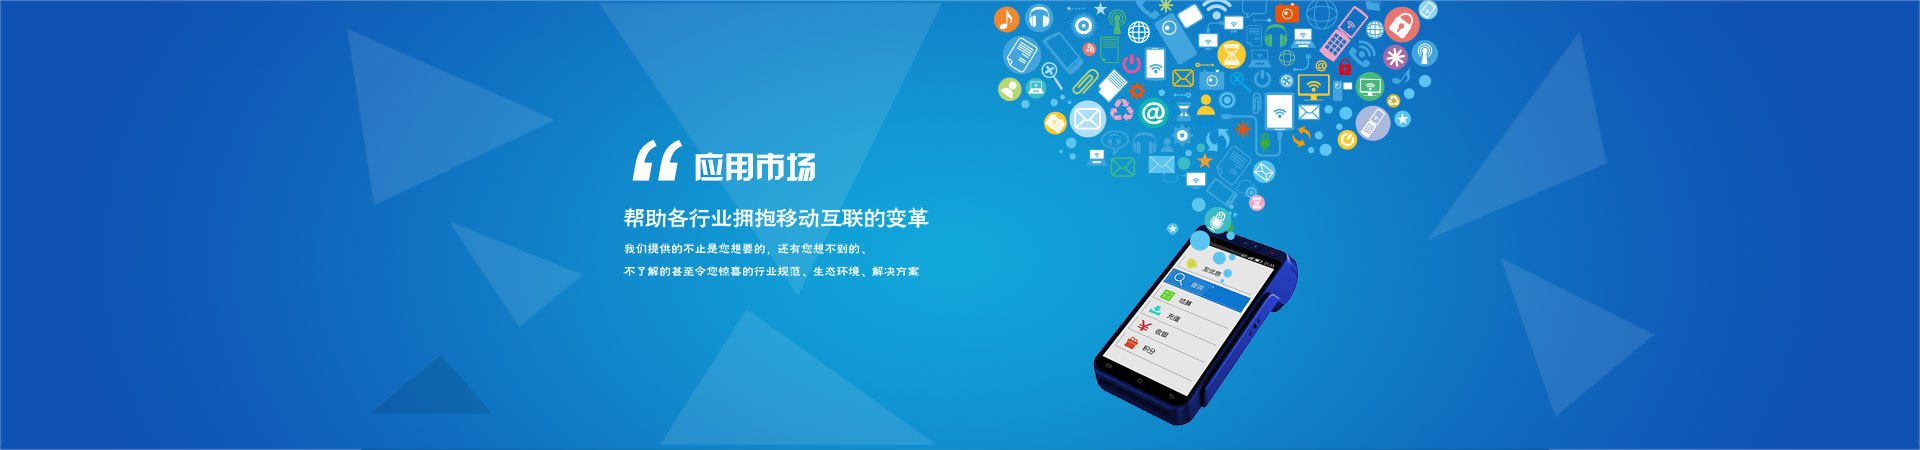 “ 应用市场
帮助各行业拥抱移动互联的变革
我们提供的不止是您想要的，还有您想不到的、
不了解的甚至令您惊喜的行业规范、生态环境、解决方案
发优惠
查询
结算
充值
收银
积分